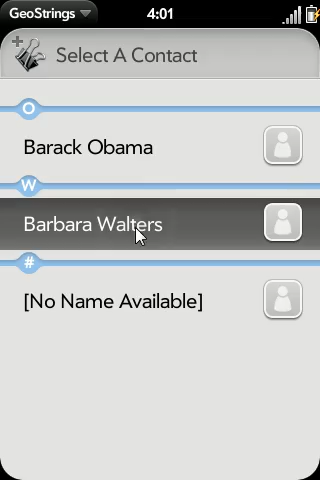 GeoStrings
4:01
Select A Contact
O
Barack Obama
W
Barbara Walters
#
[No Name Available]